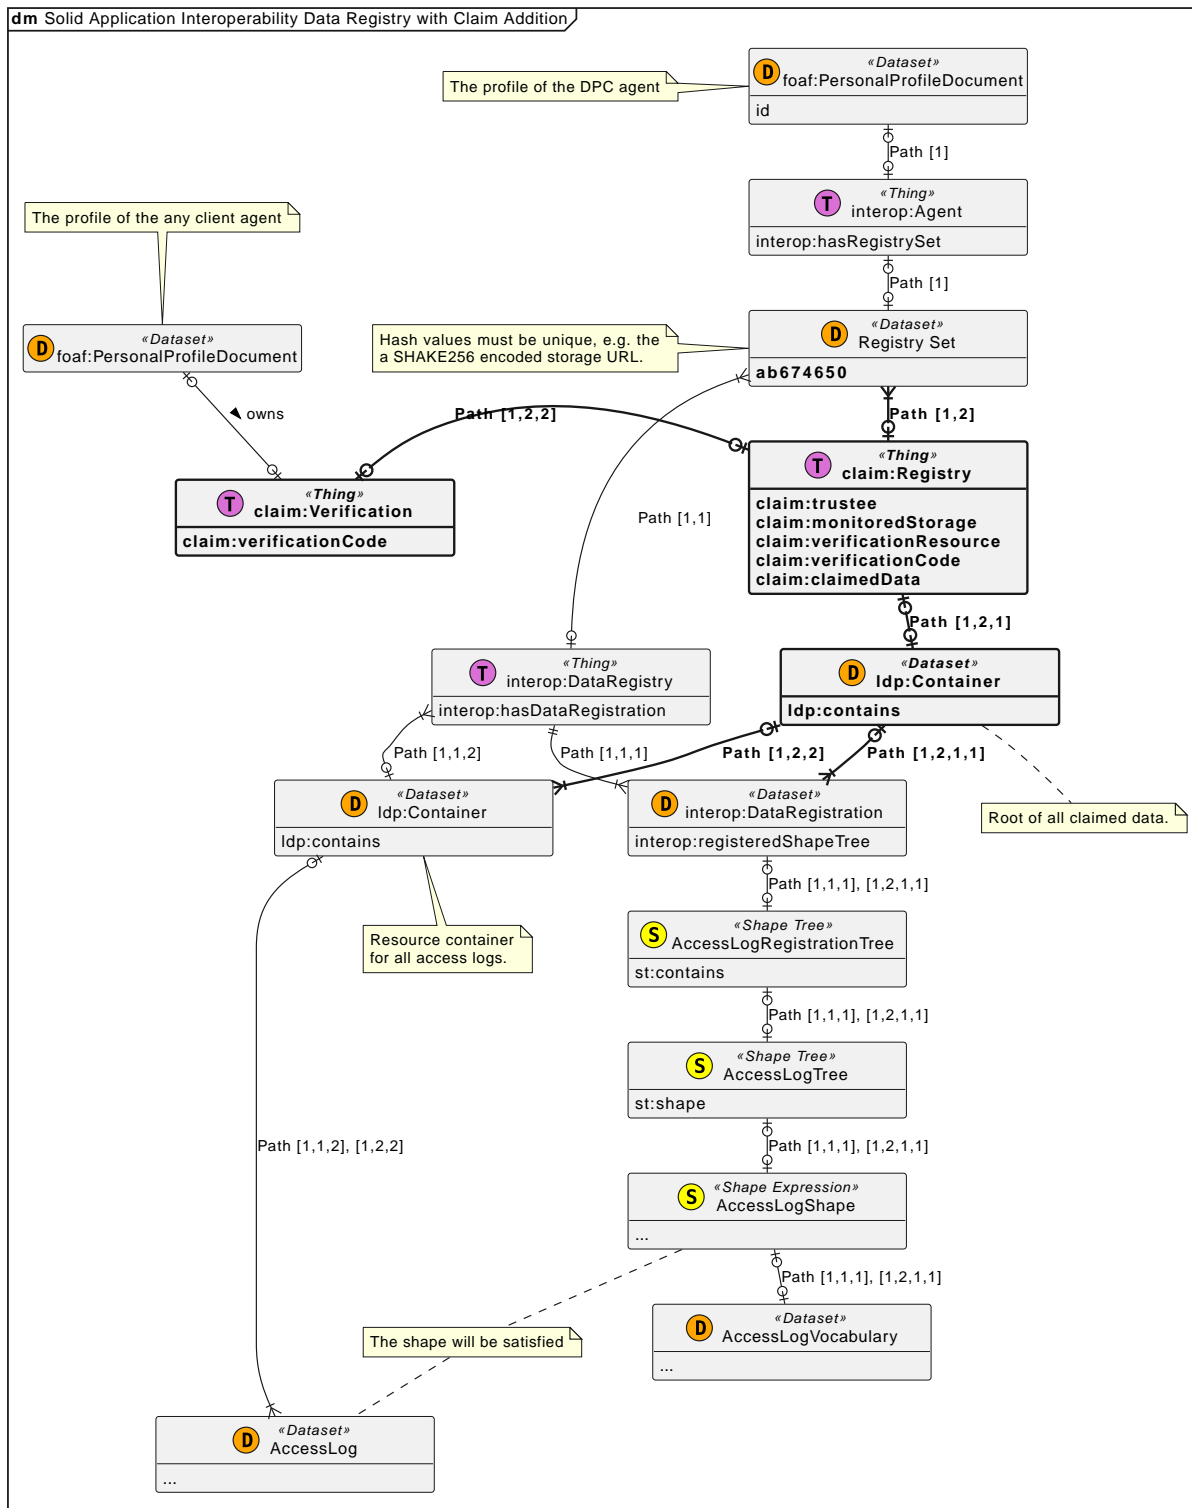 dm Solid Application Interoperability Data Registry with Claim Addition
«Dataset»
D foaf:PersonalProfileDocument
id
The profile of the DPC agent
Path [1]
«Thing»
T interop:Agent
interop:hasRegistrySet
The profile of the any client agent
Path [1]
«Dataset»
D foaf:PersonalProfileDocument
Hash values must be unique, e.g. the
a SHAKE256 encoded storage URL.
«Dataset»
D Registry Set
ab674650
owns
Path [1,2,2]
Path [1,2]
«Thing»
T claim:Verification
claim:verificationCode
«Thing»
T claim:Registry
claim:trustee
claim:monitoredStorage
claim:verificationResource
claim:verificationCode
claim:claimedData
Path [1,1]
Path [1,2,1]
«Thing»
T interop:DataRegistry
interop:hasDataRegistration
«Dataset»
D ldp:Container
ldp:contains
Path [1,1,2]
Path [1,1,1]
Path [1,2,2]
Path [1,2,1,1]
«Dataset»
D ldp:Container
ldp:contains
«Dataset»
D interop:DataRegistration
interop:registeredShapeTree
Root of all claimed data.
Path [1,1,1], [1,2,1,1]
Resource container
for all access logs.
«Shape Tree»
S AccessLogRegistrationTree
st:contains
Path [1,1,1], [1,2,1,1]
«Shape Tree»
S AccessLogTree
st:shape
Path [1,1,2], [1,2,2]
Path [1,1,1], [1,2,1,1]
«Shape Expression»
S AccessLogShape
...
Path [1,1,1], [1,2,1,1]
The shape will be satisfied
«Dataset»
D AccessLogVocabulary
...
«Dataset»
D AccessLog
...